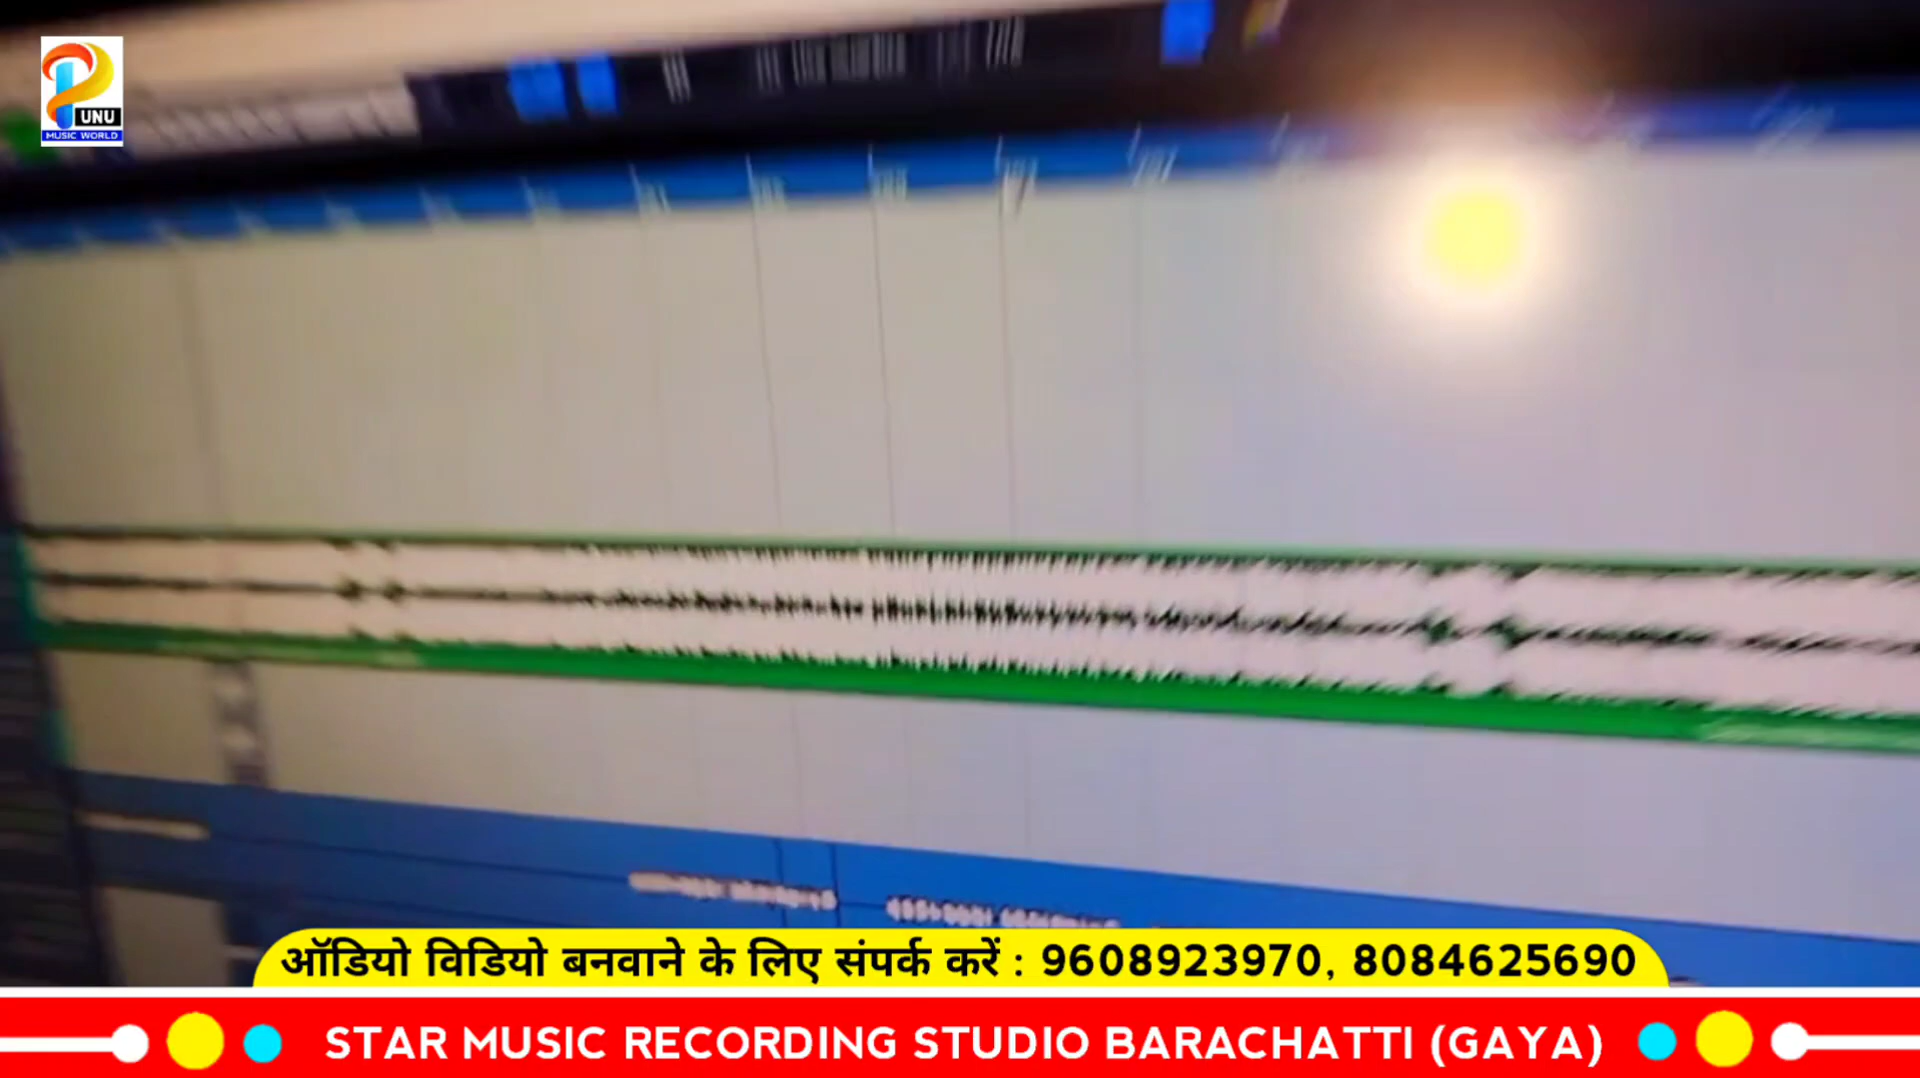 UNU
MUSIC WORLD
ऑडियो विडियो बनवाने के लिए संपर्क करें : 9608923970, 8084625690
STAR MUSIC RECORDING STUDIO BARACHATTI (GAYA)